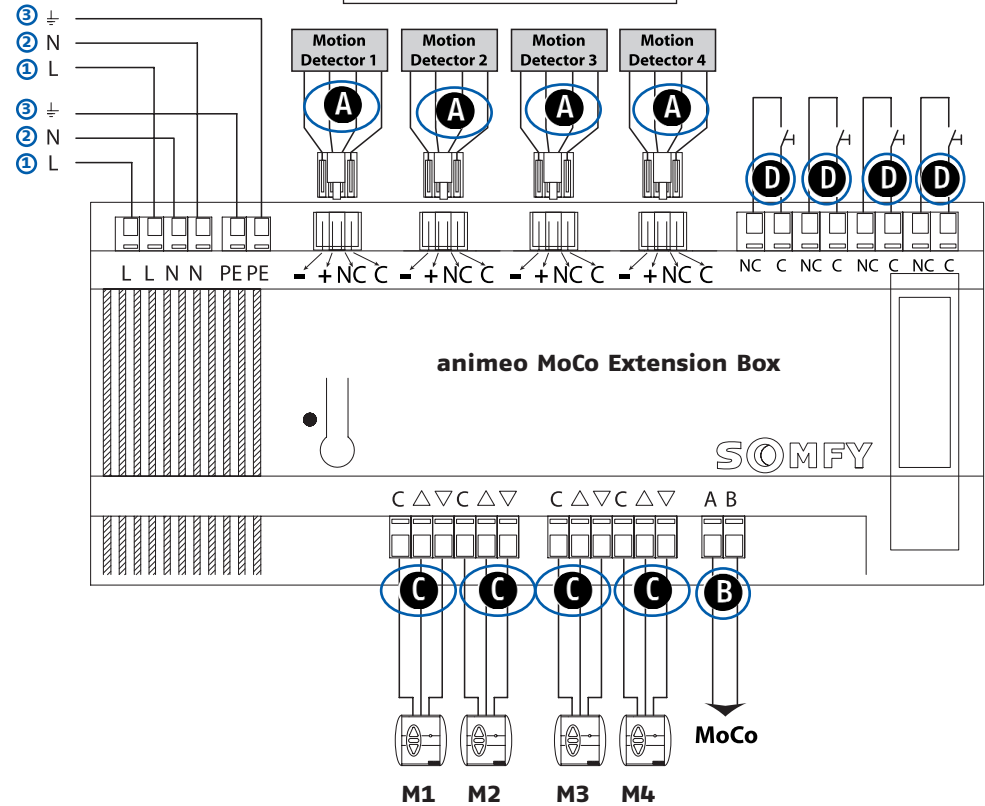 ③ ⏚
② N
① L
③ ⏚
② N
① L
Motion Detector 1
Motion Detector 2
Motion Detector 3
Motion Detector 4
A A A A
D D D D
L L N N PE PE
- + NC C - + NC C - + NC C - + NC C
NC C NC C NC C NC C
animeo MoCo Extension Box
SOMFY
C △ ▽ C △ ▽ C △ ▽ C △ ▽ A B
C C C C B
MoCo
M1 M2 M3 M4